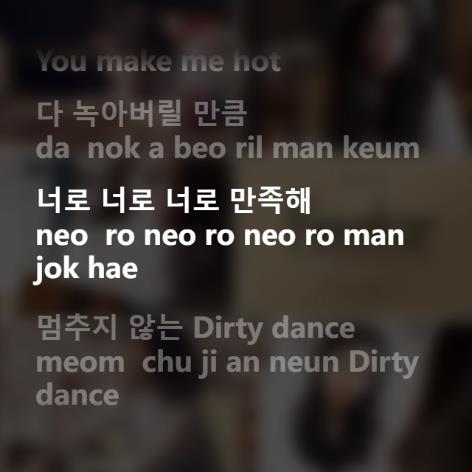 You make me hot
다 녹아버릴 만큼
da nok a beo ril man keum
너로 너로 너로 만족해
neo ro neo ro neo ro man
jok hae
멈추지 않는 Dirty dance
meom chu ji an neun Dirty
dance